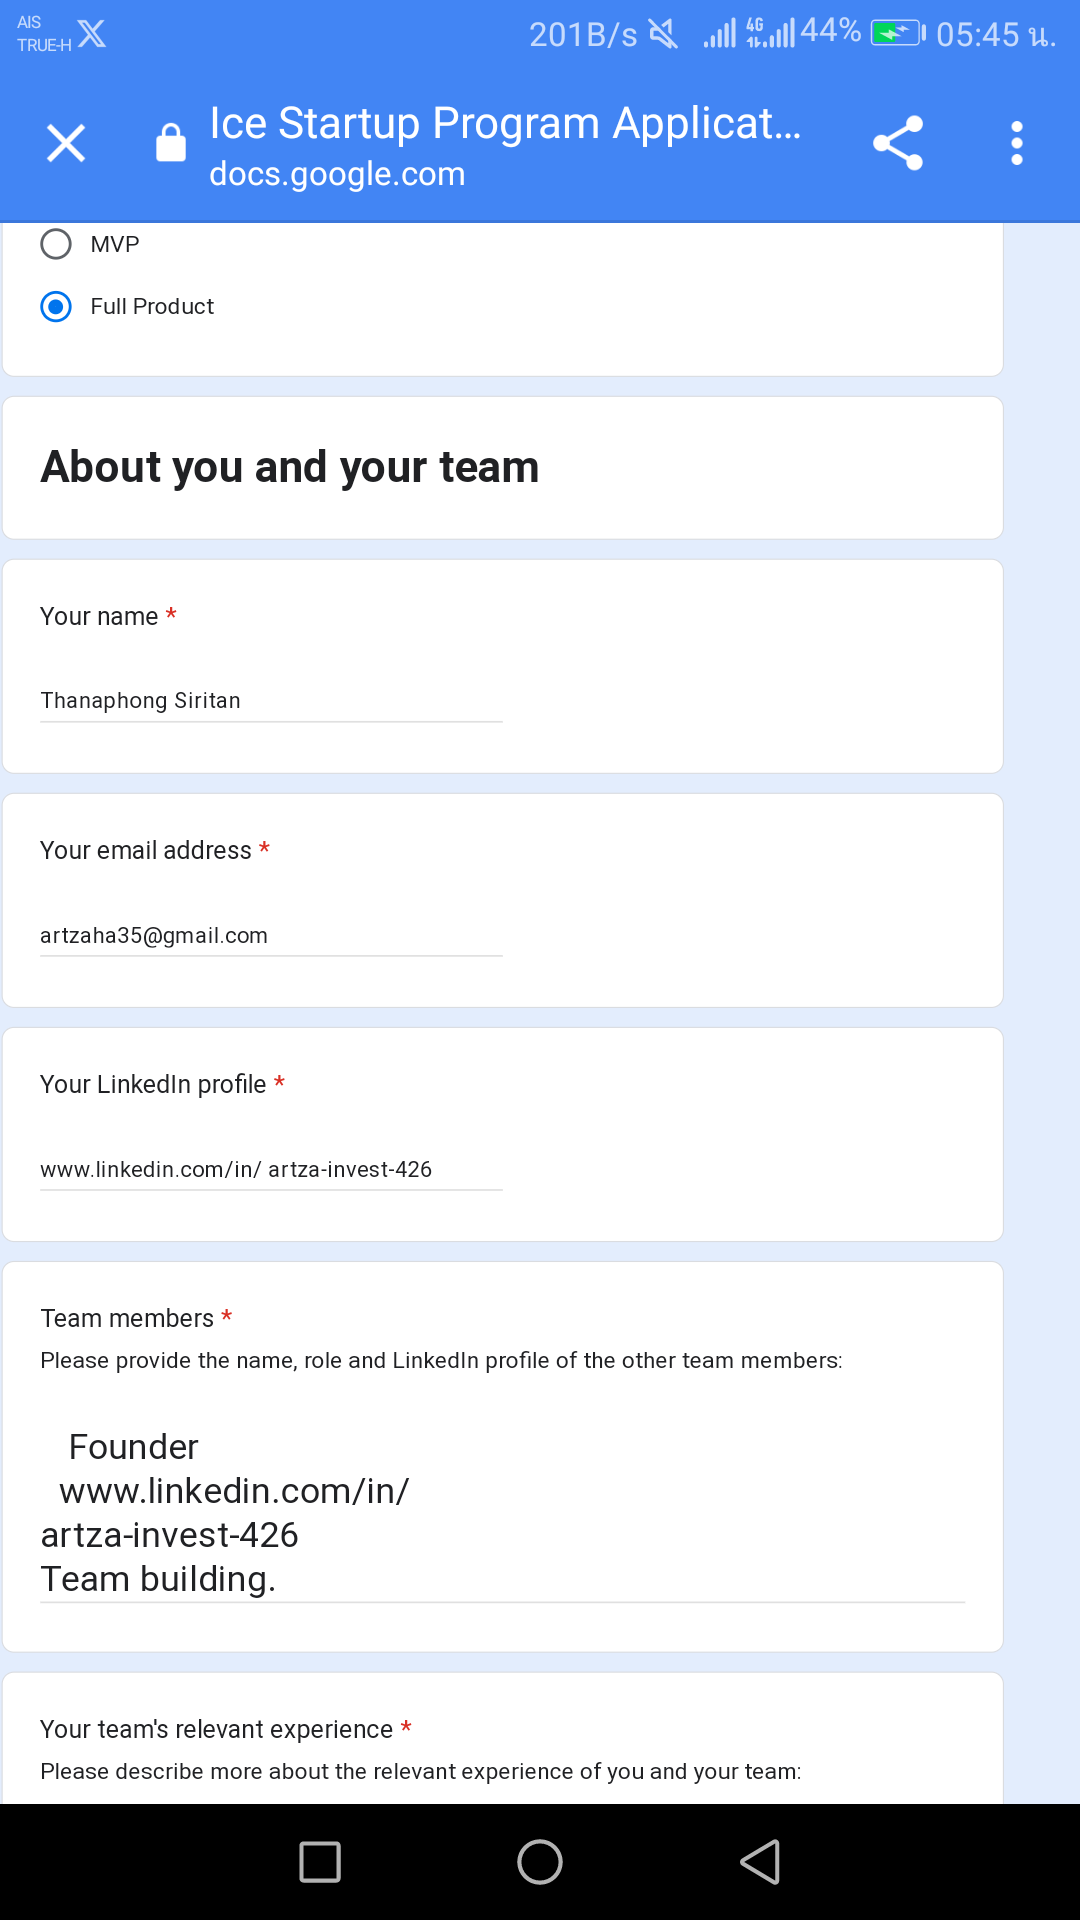 AIS
TRUE-H
201B/s 4G 44% 05:45 น.
Ice Startup Program Applicat...
docs.google.com
MVP
Full Product
About you and your team
Your name *
Thanaphong Siritan
Your email address *
artzaha35@gmail.com
Your LinkedIn profile *
www.linkedin.com/in/ artza-invest-426
Team members *
Please provide the name, role and LinkedIn profile of the other team members:
Founder
www.linkedin.com/in/
artza-invest-426
Team building.
Your team's relevant experience *
Please describe more about the relevant experience of you and your team: